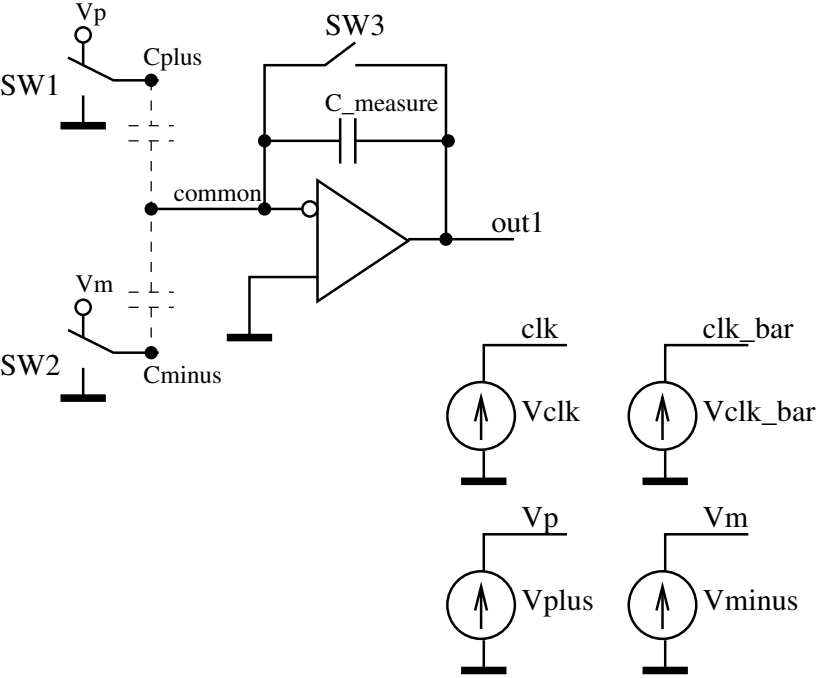 Vp
SW1
Cplus
SW3
C_measure
common
out1
Vm
SW2
Cminus
clk
clk_bar
Vclk
Vclk_bar
Vp
Vm
Vplus
Vminus